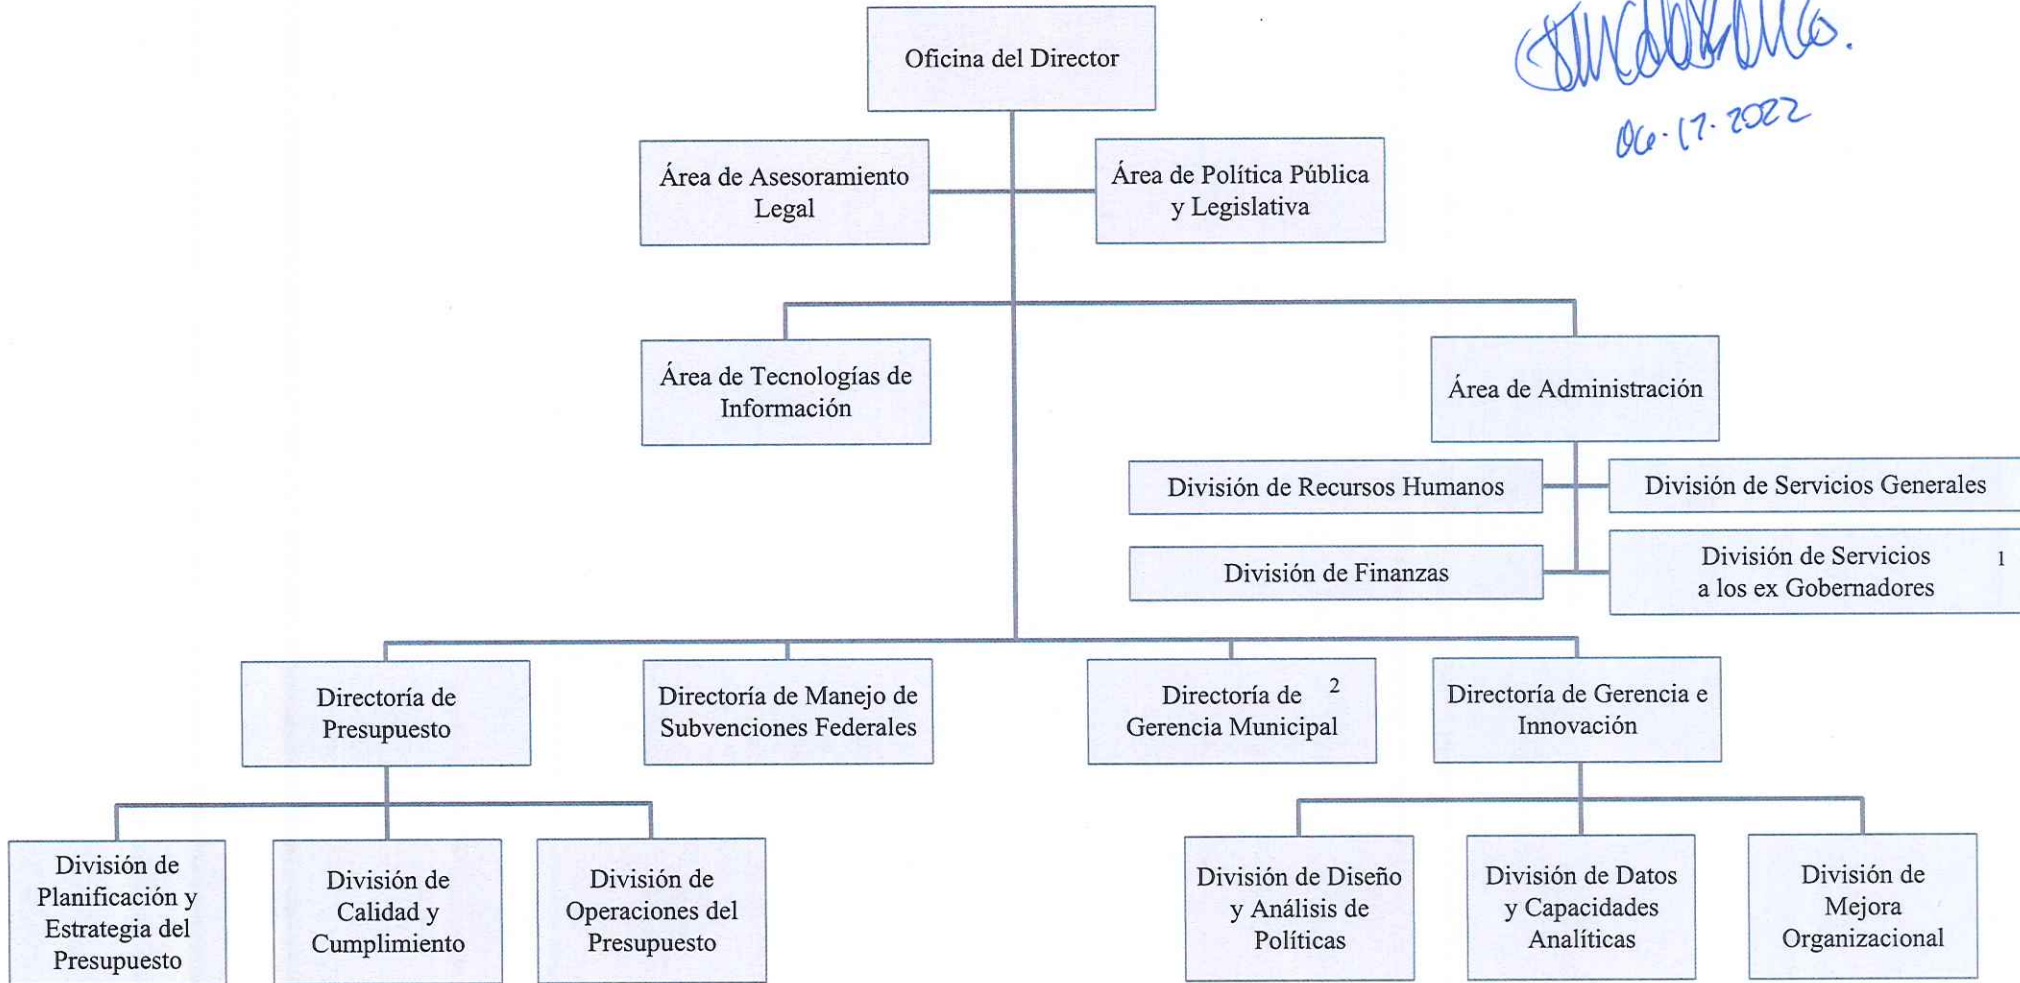 Oficina del Director
06-17-2022
Área de Asesoramiento
Legal
Área de Política Pública
y Legislativa
Área de Tecnologías de
Información
Área de Administración
División de Recursos Humanos
División de Servicios Generales
División de Finanzas
División de Servicios 1
a los ex Gobernadores
Directoría de
Presupuesto
Directoría de Manejo de
Subvenciones Federales
Directoría de 2
Gerencia Municipal
Directoría de Gerencia e
Innovación
División de
Planificación y
Estrategia del
Presupuesto
División de
Calidad y
Cumplimiento
División de
Operaciones del
Presupuesto
División de Diseño
y Análisis de
Políticas
División de Datos
y Capacidades
Analíticas
División de
Mejora
Organizacional